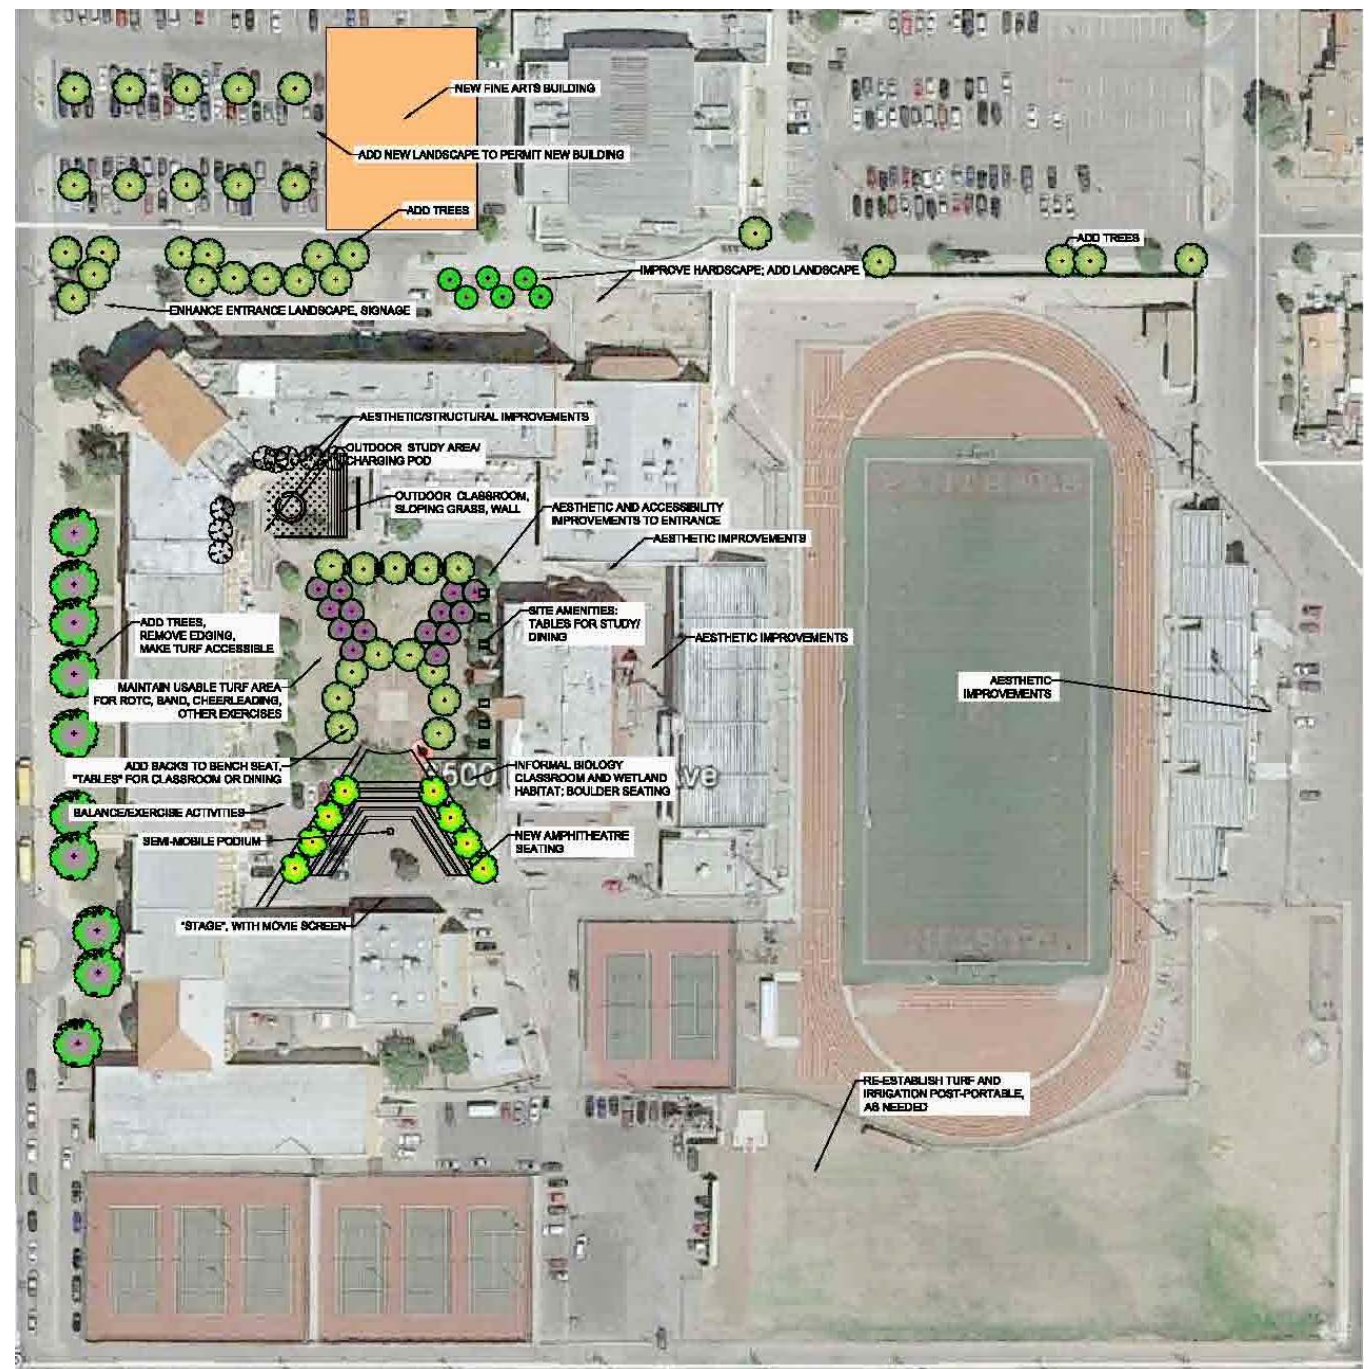 NEW FINE ARTS BUILDING
ADD NEW LANDSCAPE TO PERMIT NEW BUILDING
ADD TREES
ADD TREES
IMPROVE HARDSCAPE; ADD LANDSCAPE
ENHANCE ENTRANCE LANDSCAPE, SIGNAGE
AESTHETIC/STRUCTURAL IMPROVEMENTS
OUTDOOR STUDY AREA/
CHARGING POD
OUTDOOR CLASSROOM,
SLOPING GRASS, WALL
AESTHETIC AND ACCESSIBILITY
IMPROVEMENTS TO ENTRANCE
AESTHETIC IMPROVEMENTS
SITE AMENITIES:
TABLES FOR STUDY/
DINING
ADD TREES,
REMOVE EDGING,
MAKE TURF ACCESSIBLE
AESTHETIC IMPROVEMENTS
AESTHETIC
IMPROVEMENTS
MAINTAIN USABLE TURF AREA
FOR ROTC, BAND, CHEERLEADING,
OTHER EXERCISES
ADD BACKS TO BENCH SEAT,
"TABLES" FOR CLASSROOM OR DINING
500
ve
INFORMAL BIOLOGY
CLASSROOM AND WETLAND
HABITAT; BOULDER SEATING
BALANCE/EXERCISE ACTIVITIES
SEMI-MOBILE PODIUM
NEW AMPHITHEATRE
SEATING
"STAGE", WITH MOVIE SCREEN
RE-ESTABLISH TURF AND
IRRIGATION POST-PORTABLE,
AS NEEDED